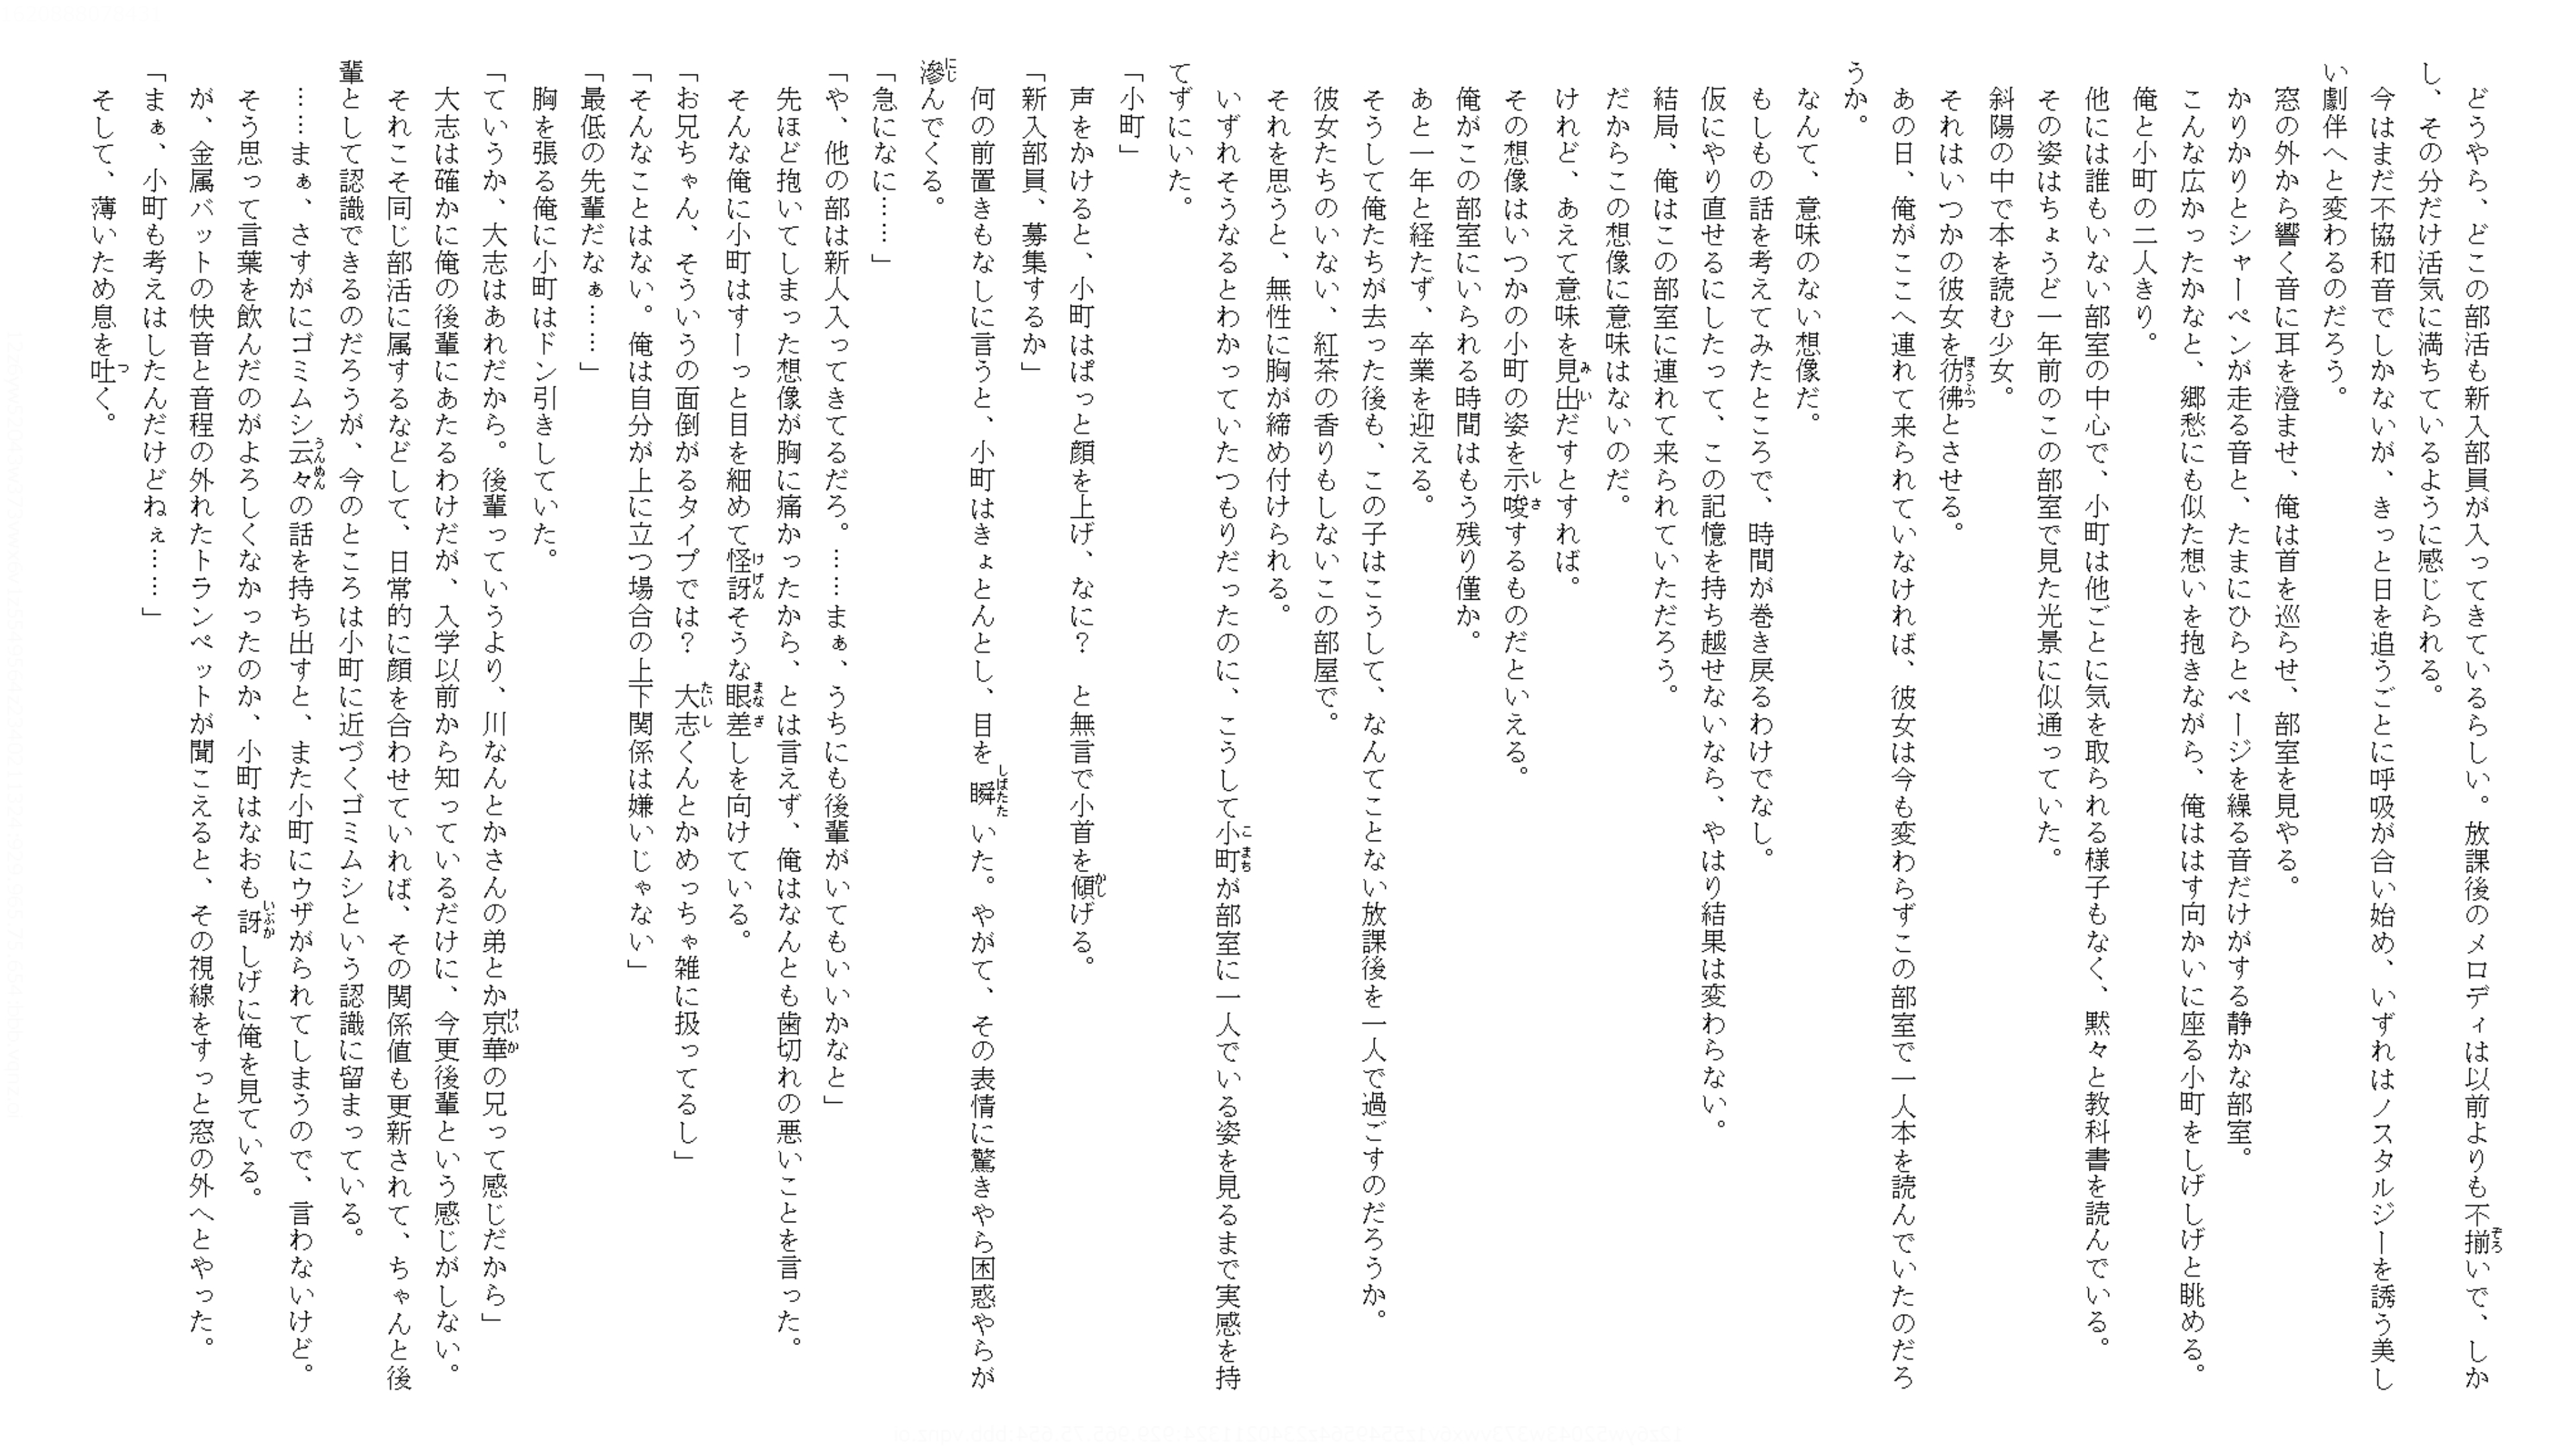 どうやら、どこの部活も新入部員が入ってきているらしい。放課後のメロディは以前よりも不揃いで、しか
し、その分だけ活気に満ちているように感じられる。
今はまだ不協和音でしかないが、きっと日を追うごとに呼吸が合い始め、いずれはノスタルジーを誘う美し
い劇伴へと変わるのだろう。
窓の外から響く音に耳を澄ませ、俺は首を巡らせ、部室を見やる。
かりかりとシャーペンが走る音と、たまにひらとページを繰る音だけがする静かな部室。
こんな広かったかなと、郷愁にも似た想いを抱きながら、俺ははす向かいに座る小町をしげしげと眺める。
俺と小町の二人きり。
他には誰もいない部室の中心で、小町は他ごとに気を取られる様子もなく、黙々と教科書を読んでいる。
その姿はちょうど一年前のこの部室で見た光景に似通っていた。
斜陽の中で本を読む少女。
それはいつかの彼女を彷彿とさせる。
あの日、俺がここへ連れて来られていなければ、彼女は今も変わらずこの部室で一人本を読んでいたのだろ
うか。
なんて、意味のない想像だ。
もしもの話を考えてみたところで、時間が巻き戻るわけでなし。
仮にやり直せるにしたって、この記憶を持ち越せないなら、やはり結果は変わらない。
結局、俺はこの部室に連れて来られていただろう。
だからこの想像に意味はないのだ。
けれど、あえて意味を見出だすとすれば。
その想像はいつかの小町の姿を示唆するものだといえる。
俺がこの部室にいられる時間はもう残り僅か。
あと一年と経たず、卒業を迎える。
そうして俺たちが去った後も、この子はこうして、なんてことない放課後を一人で過ごすのだろうか。
彼女たちのいない、紅茶の香りもしないこの部屋で。
それを思うと、無性に胸が締め付けられる。
いずれそうなるとわかっていたつもりだったのに、こうして小町が部室に一人でいる姿を見るまで実感を持
てずにいた。
「小町」
声をかけると、小町はぱっと顔を上げ、なに？　と無言で小首を傾げる。
「新入部員、募集するか」
何の前置きもなしに言うと、小町はきょとんとし、目を瞬いた。やがて、その表情に驚きやら困惑やらが
滲んでくる。
「急になに……」
「や、他の部は新人入ってきてるだろ。……まぁ、うちにも後輩がいてもいいかなと」
先ほど抱いてしまった想像が胸に痛かったから、とは言えず、俺はなんとも歯切れの悪いことを言った。
そんな俺に小町はすーっと目を細めて怪訝そうな眼差しを向けている。
「お兄ちゃん、そういうの面倒がるタイプでは？　大志くんとかめっちゃ雑に扱ってるし」
「そんなことはない。俺は自分が上に立つ場合の上下関係は嫌いじゃない」
「最低の先輩だなぁ……」
胸を張る俺に小町はドン引きしていた。
「ていうか、大志はあれだから。後輩っていうより、川なんとかさんの弟とか京華の兄って感じだから」
大志は確かに俺の後輩にあたるわけだが、入学以前から知っているだけに、今更後輩という感じがしない。
それこそ同じ部活に属するなどして、日常的に顔を合わせていれば、その関係値も更新されて、ちゃんと後
輩として認識できるのだろうが、今のところは小町に近づくゴミムシという認識に留まっている。
……まぁ、さすがにゴミムシ云々の話を持ち出すと、また小町にウザがられてしまうので、言わないけど。
そう思って言葉を飲んだのがよろしくなかったのか、小町はなおも訝しげに俺を見ている。
が、金属バットの快音と音程の外れたトランペットが聞こえると、その視線をすっと窓の外へとやった。
「まぁ、小町も考えはしたんだけどねぇ……」
そして、薄いため息を吐く。